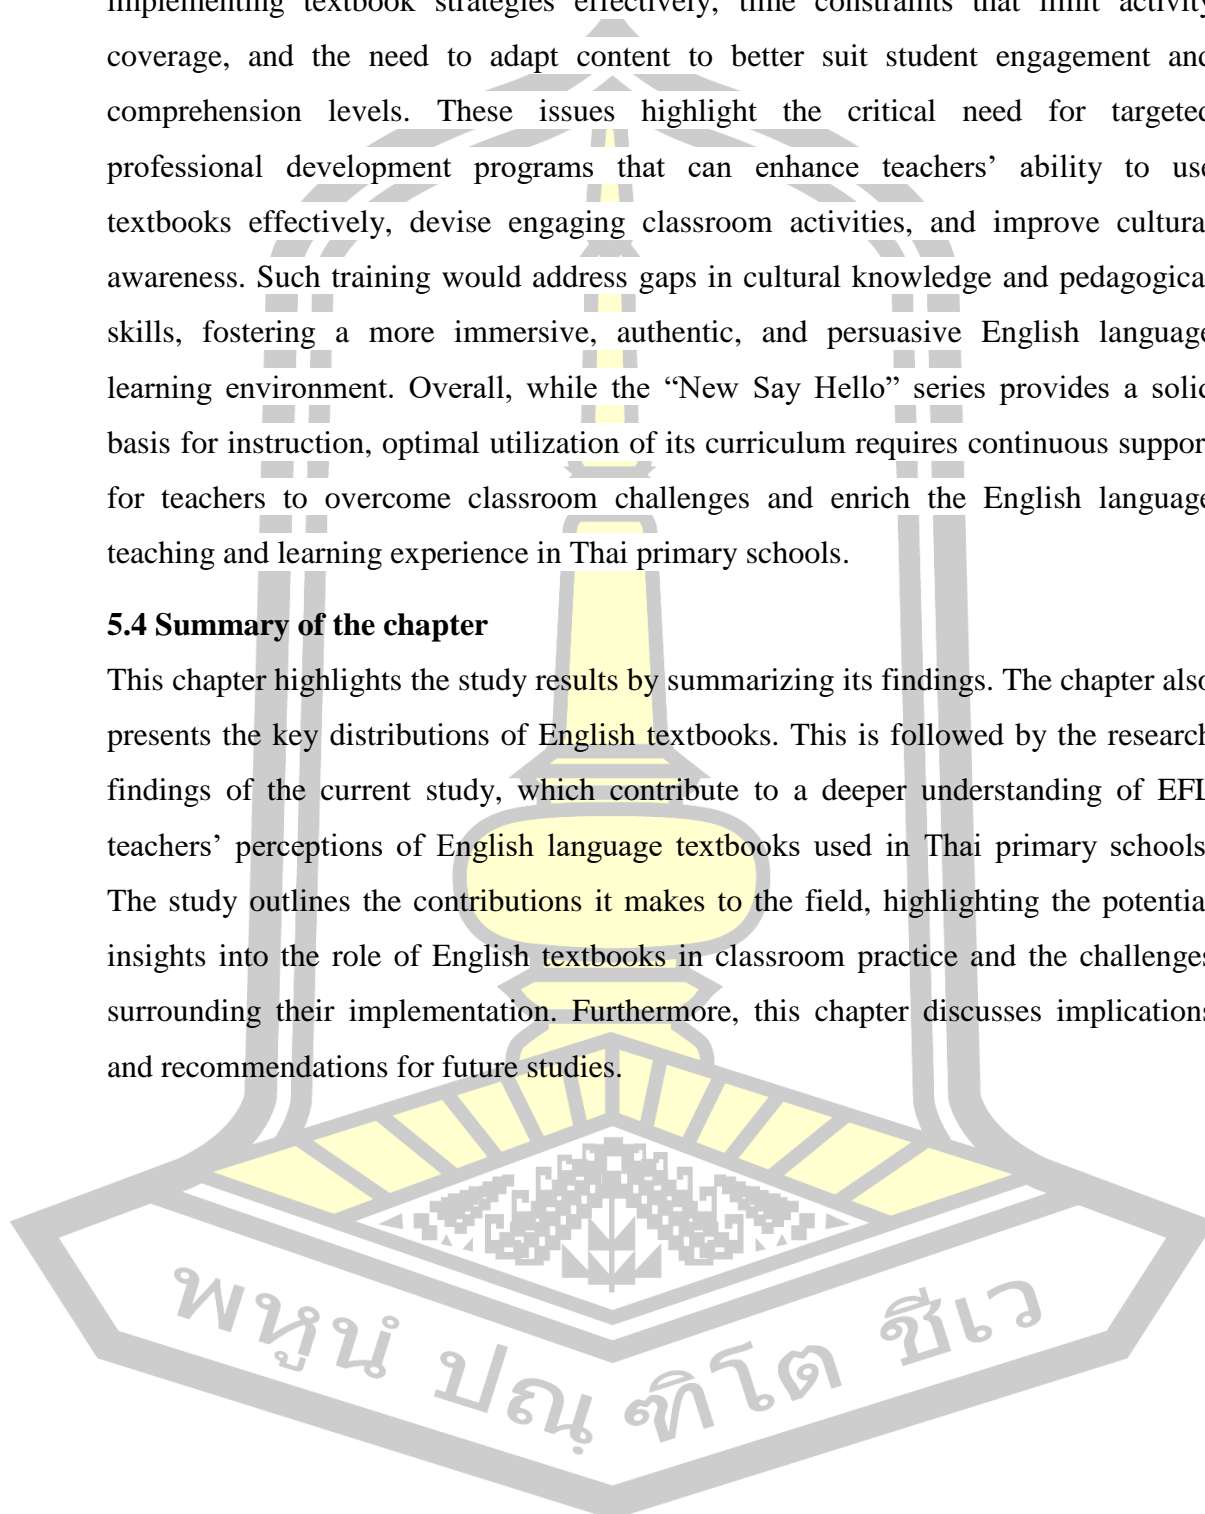 implementing textbook strategies effectively, time constraints that limit activity
coverage, and the need to adapt content to better suit student engagement and
comprehension levels. These issues highlight the critical need for targeted
professional development programs that can enhance teachers’ ability to use
textbooks effectively, devise engaging classroom activities, and improve cultural
awareness. Such training would address gaps in cultural knowledge and pedagogical
skills, fostering a more immersive, authentic, and persuasive English language
learning environment. Overall, while the “New Say Hello” series provides a solid
basis for instruction, optimal utilization of its curriculum requires continuous support
for teachers to overcome classroom challenges and enrich the English language
teaching and learning experience in Thai primary schools.
5.4 Summary of the chapter
This chapter highlights the study results by summarizing its findings. The chapter also
presents the key distributions of English textbooks. This is followed by the research
findings of the current study, which contribute to a deeper understanding of EFL
teachers’ perceptions of English language textbooks used in Thai primary schools.
The study outlines the contributions it makes to the field, highlighting the potential
insights into the role of English textbooks in classroom practice and the challenges
surrounding their implementation. Furthermore, this chapter discusses implications
and recommendations for future studies.
พหูนํ ปณฺฑิโต ชีเว